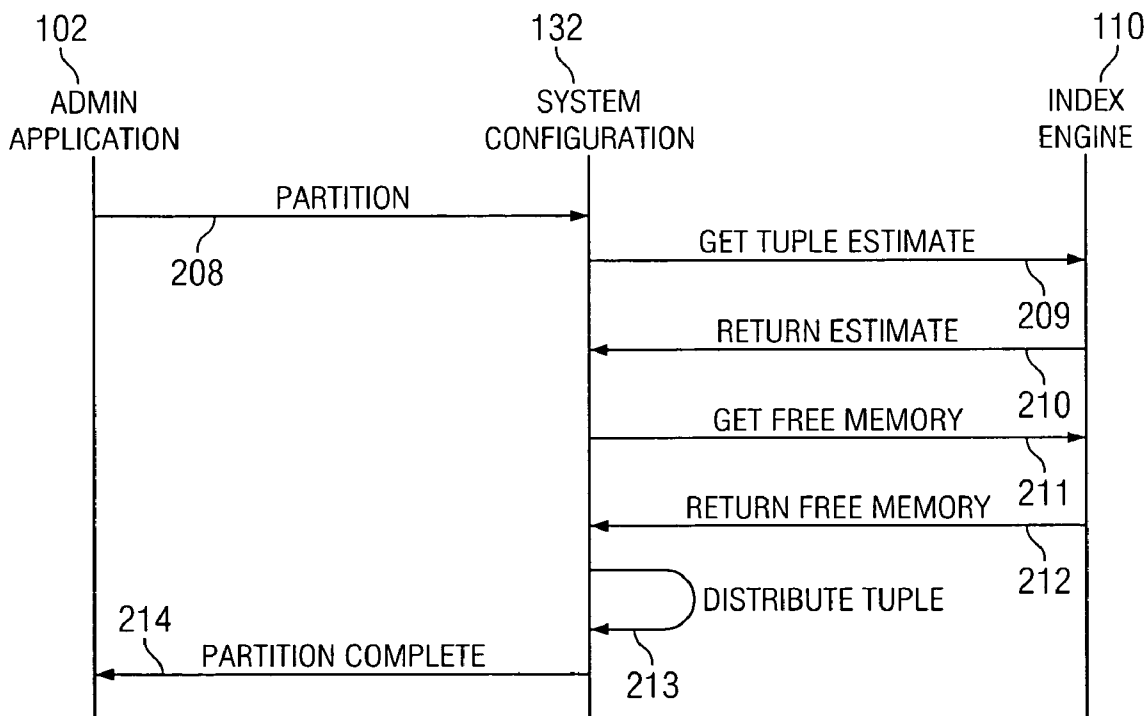 102
132
110
ADMIN
APPLICATION
SYSTEM
CONFIGURATION
INDEX
ENGINE
PARTITION
208
GET TUPLE ESTIMATE
209
RETURN ESTIMATE
210
GET FREE MEMORY
211
RETURN FREE MEMORY
212
DISTRIBUTE TUPLE
213
214
PARTITION COMPLETE